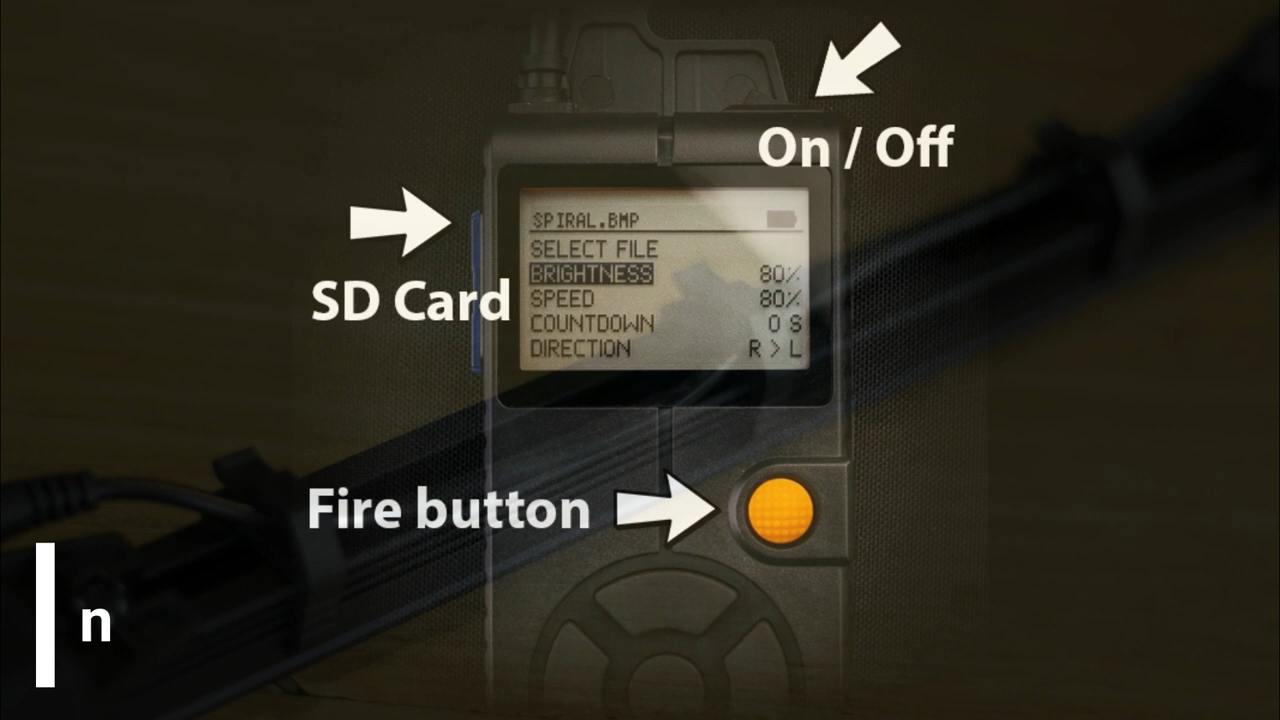 On / Off
SD Card
SPIRAL.BMP
SELECT FILE
BRIGHTNESS 80%
SPEED 80%
COUNTDOWN 0 S
DIRECTION R > L
Fire button
n